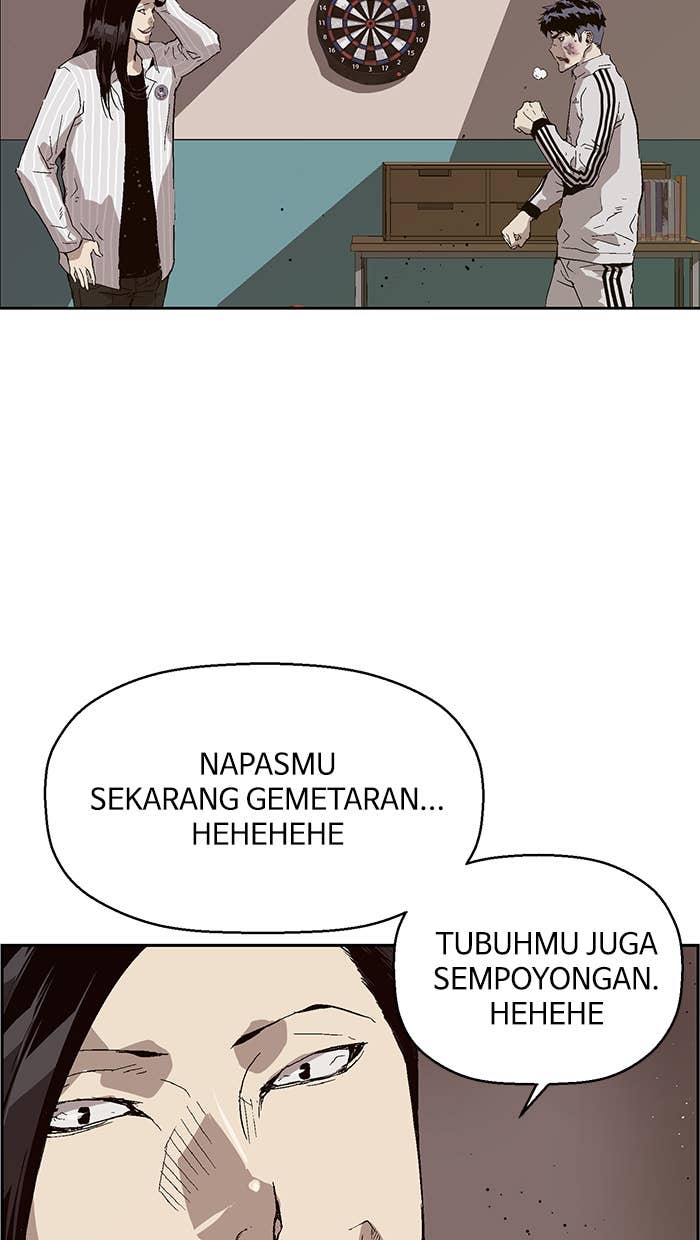 NAPASMU
SEKARANG GEMETARAN...
HEHEHEHE
TUBUHMU JUGA
SEMPOYONGAN.
HEHEHE